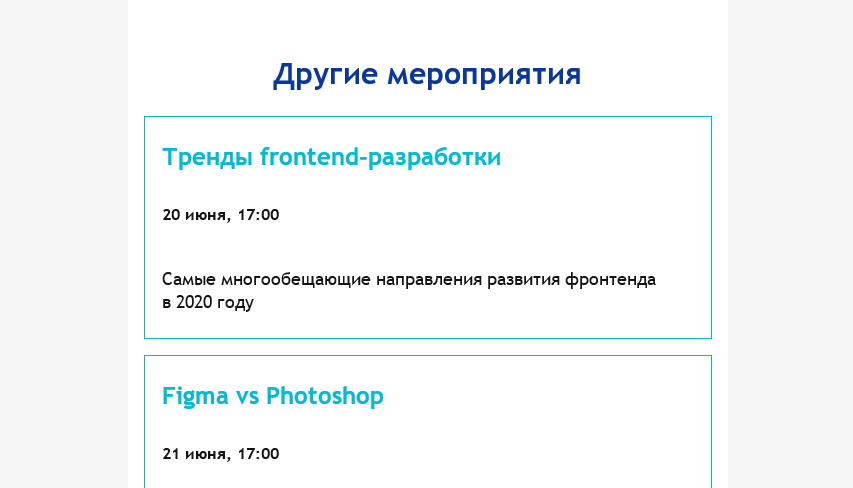 Другие мероприятия
Тренды frontend-разработки
20 июня, 17:00
Самые многообещающие направления развития фронтенда
в 2020 году
Figma vs Photoshop
21 июня, 17:00